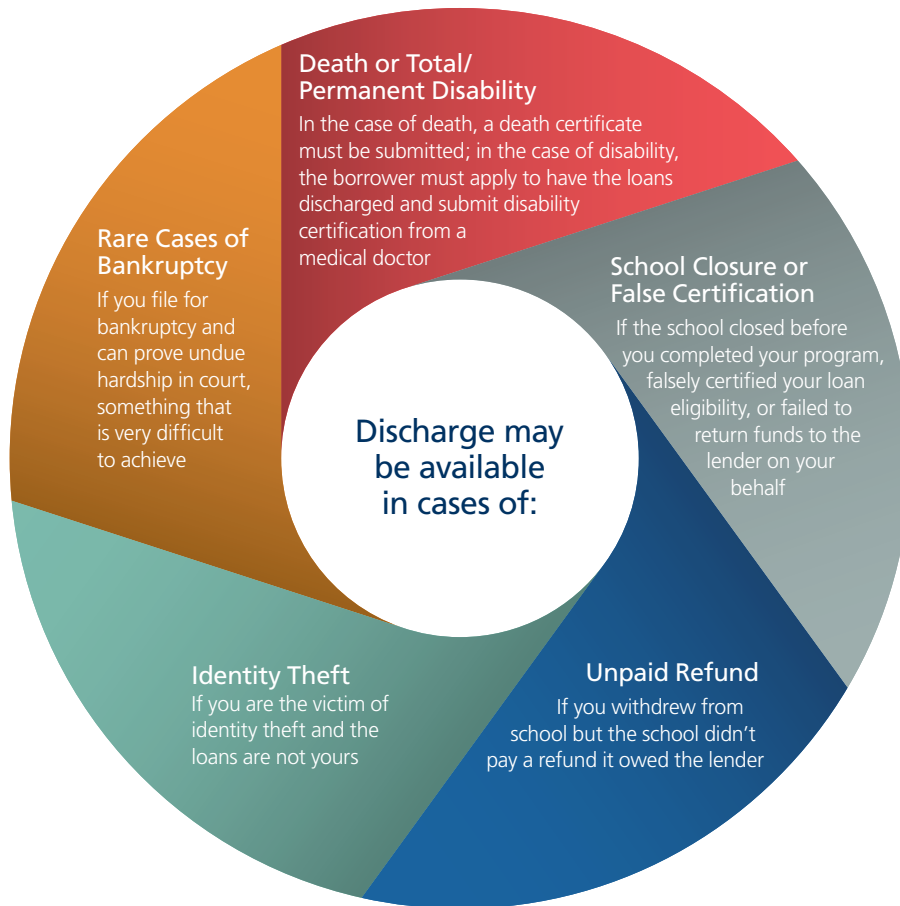 Death or Total/
Permanent Disability
In the case of death, a death certificate
must be submitted; in the case of disability,
the borrower must apply to have the loans
discharged and submit disability
certification from a
medical doctor
School Closure or
False Certification
If the school closed before
you completed your program,
falsely certified your loan
eligibility, or failed to
return funds to the
lender on your
behalf
Unpaid Refund
If you withdrew from
school but the school didn’t
pay a refund it owed the lender
Identity Theft
If you are the victim of
identity theft and the
loans are not yours
Rare Cases of
Bankruptcy
If you file for
bankruptcy and
can prove undue
hardship in court,
something that
is very difficult
to achieve
Discharge may
be available
in cases of: